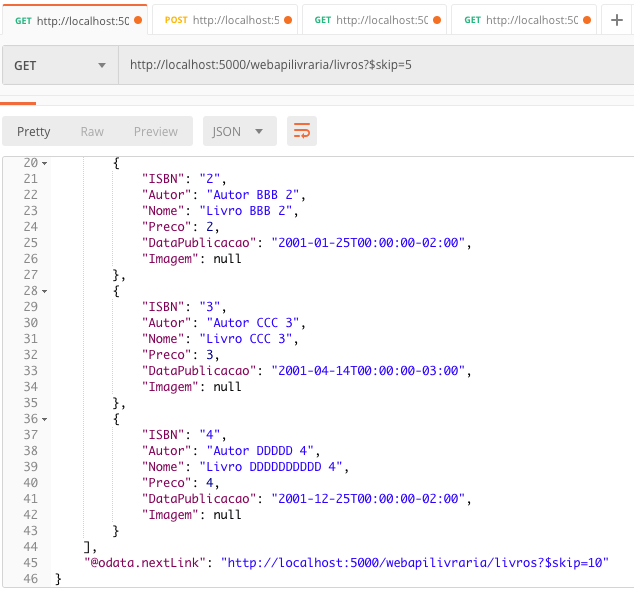 GET http://localhost:50 POST http://localhost:5 GET http://localhost:50 GET http://localhost:50 +
GET http://localhost:5000/webapilivraria/livros?$skip=5
Pretty Raw Preview JSON
20 {
21 "ISBN": "2",
22 "Autor": "Autor BBB 2",
23 "Nome": "Livro BBB 2",
24 "Preco": 2,
25 "DataPublicacao": "2001-01-25T00:00:00-02:00",
26 "Imagem": null
27 },
28 {
29 "ISBN": "3",
30 "Autor": "Autor CCC 3",
31 "Nome": "Livro CCC 3",
32 "Preco": 3,
33 "DataPublicacao": "2001-04-14T00:00:00-03:00",
34 "Imagem": null
35 },
36 {
37 "ISBN": "4",
38 "Autor": "Autor DDDDD 4",
39 "Nome": "Livro DDDDDDDDDD 4",
40 "Preco": 4,
41 "DataPublicacao": "2001-12-25T00:00:00-02:00",
42 "Imagem": null
43 }
44 ],
45 "@odata.nextLink": "http://localhost:5000/webapilivraria/livros?$skip=10"
46 }